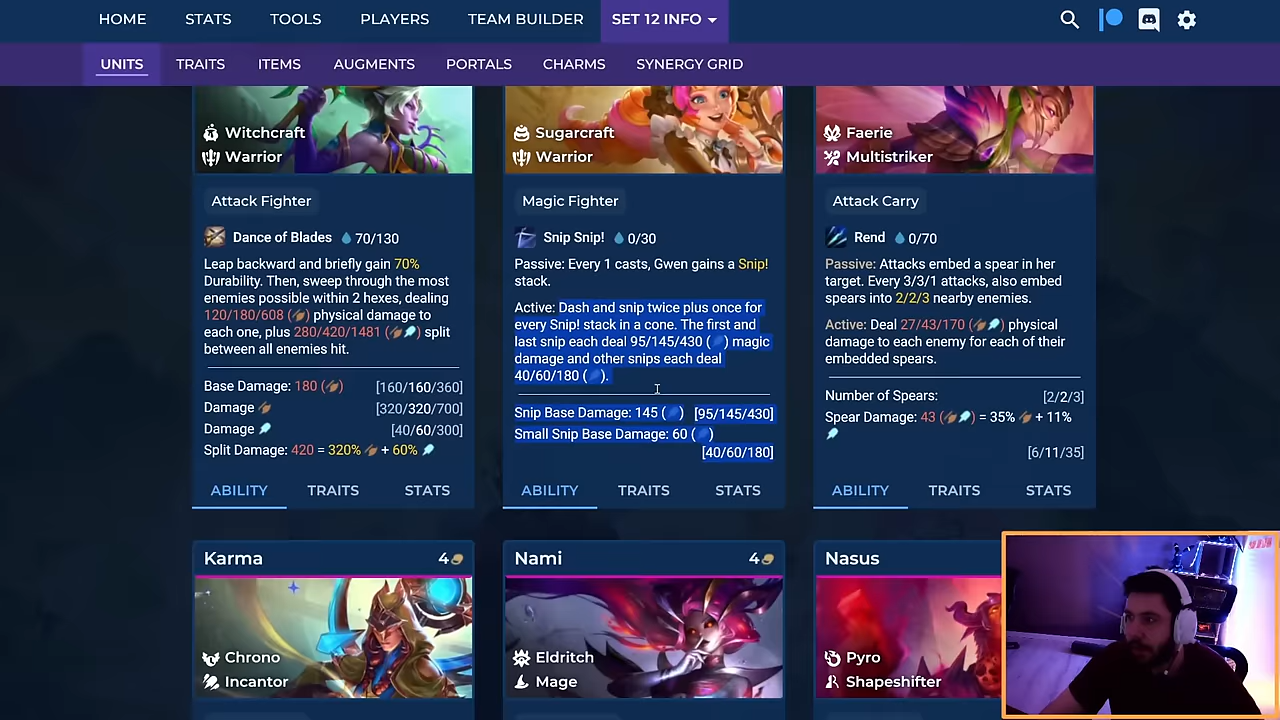 HOME STATS TOOLS PLAYERS TEAM BUILDER SET 12 INFO
UNITS TRAITS ITEMS AUGMENTS PORTALS CHARMS SYNERGY GRID
Witchcraft
Warrior
Attack Fighter
Dance of Blades 70/130
Leap backward and briefly gain 70%
Durability. Then, sweep through the most
enemies possible within 2 hexes, dealing
120/180/608 ( ) physical damage to
each one, plus 280/420/1481 ( ) split
between all enemies hit.
Base Damage: 180 ( ) [160/160/360]
Damage [320/320/700]
Damage [40/60/300]
Split Damage: 420 = 320% + 60%
ABILITY TRAITS STATS
Sugarcraft
Warrior
Magic Fighter
Snip Snip! 0/30
Passive: Every 1 casts, Gwen gains a Snip!
stack.
Active: Dash and snip twice plus once for
every Snip! stack in a cone. The first and
last snip each deal 95/145/430 ( ) magic
damage and other snips each deal
40/60/180 ( ).
Snip Base Damage: 145 ( ) [95/145/430]
Small Snip Base Damage: 60 ( )
[40/60/180]
ABILITY TRAITS STATS
Faerie
Multistriker
Attack Carry
Rend 0/70
Passive: Attacks embed a spear in her
target. Every 3/3/1 attacks, also embed
spears into 2/2/3 nearby enemies.
Active: Deal 27/43/170 ( ) physical
damage to each enemy for each of their
embedded spears.
Number of Spears: [2/2/3]
Spear Damage: 43 ( ) = 35% + 11%
[6/11/35]
ABILITY TRAITS STATS
Karma 4
Chrono
Incantor
Nami 4
Eldritch
Mage
Nasus
Pyro
Shapeshifter